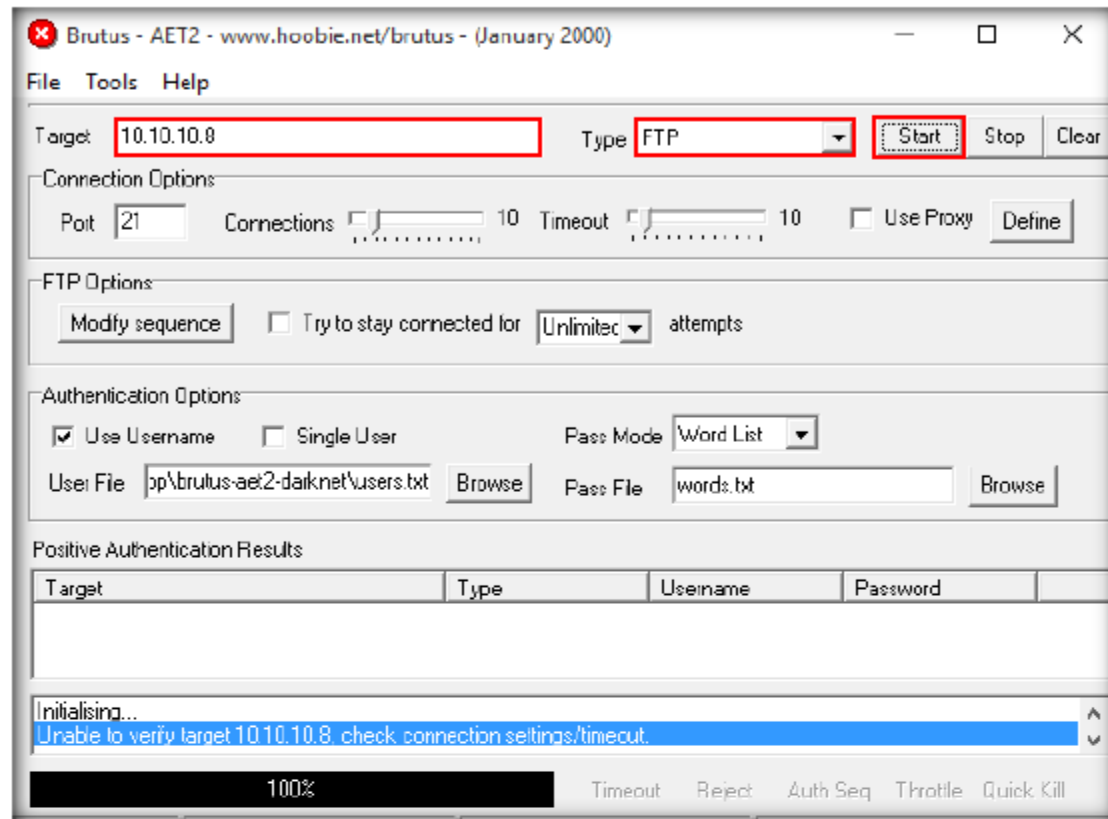 Brutus - AET2 - www.hoobie.net/brutus - (January 2000)
File Tools Help
Target 10.10.10.8 Type FTP Start Stop Clear
Connection Options
Port 21 Connections 10 Timeout 10 Use Proxy Define
FTP Options
Modify sequence Try to stay connected for Unlimited attempts
Authentication Options
Use Username Single User Pass Mode Word List
User File op\brutus-aet2-darknet\users.txt Browse Pass File words.txt Browse
Positive Authentication Results
Target Type Username Password
Initialising...
Unable to verify target 10.10.10.8, check connection settings/timeout.
100% Timeout Reject Auth Seq Throttle Quick Kill